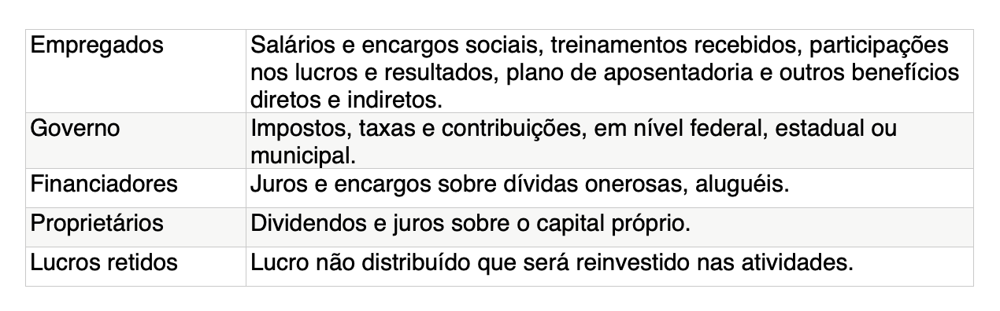 Empregados
Salários e encargos sociais, treinamentos recebidos, participações
nos lucros e resultados, plano de aposentadoria e outros benefícios
diretos e indiretos.
Governo
Impostos, taxas e contribuições, em nível federal, estadual ou
municipal.
Financiadores
Juros e encargos sobre dívidas onerosas, aluguéis.
Proprietários
Dividendos e juros sobre o capital próprio.
Lucros retidos
Lucro não distribuído que será reinvestido nas atividades.